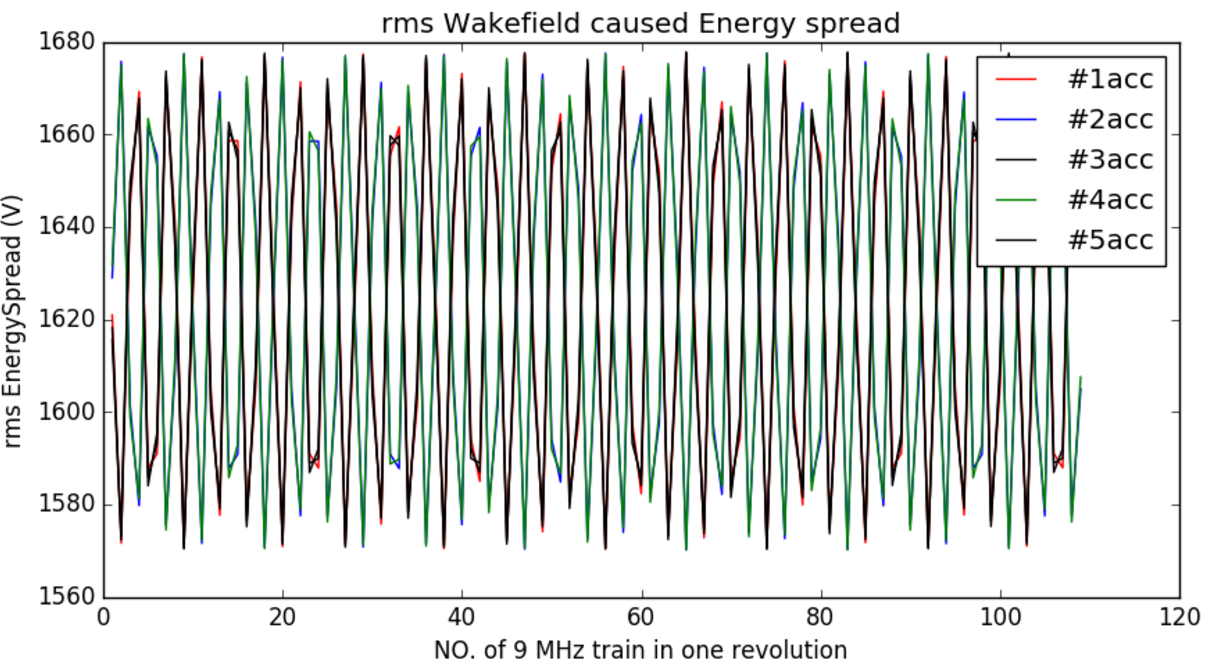 rms Wakefield caused Energy spread
1680
1660
1640
1620
1600
1580
1560
rms EnergySpread (V)
#1acc
#2acc
#3acc
#4acc
#5acc
0 20 40 60 80 100 120
NO. of 9 MHz train in one revolution